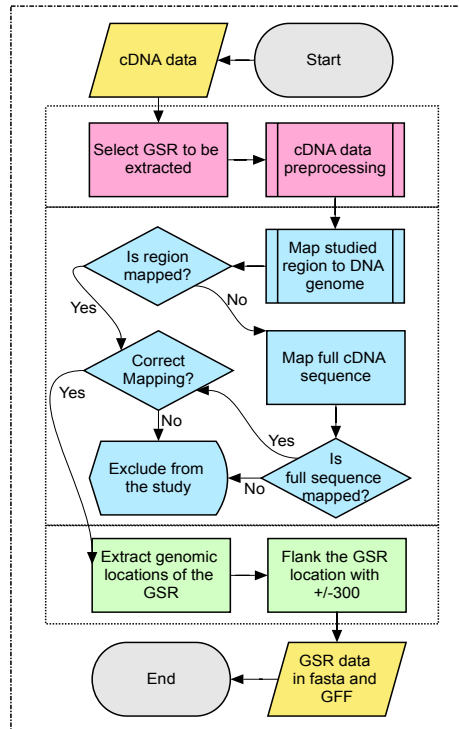 cDNA data
Start
Select GSR to be
extracted
cDNA data
preprocessing
Is region
mapped?
Map studied
region to DNA
genome
Yes
No
Correct
Mapping?
Map full cDNA
sequence
Yes
No
Yes
Exclude from
the study
No
Is
full sequence
mapped?
Extract genomic
locations of the
GSR
Flank the GSR
location with
+/-300
End
GSR data
in fasta and
GFF